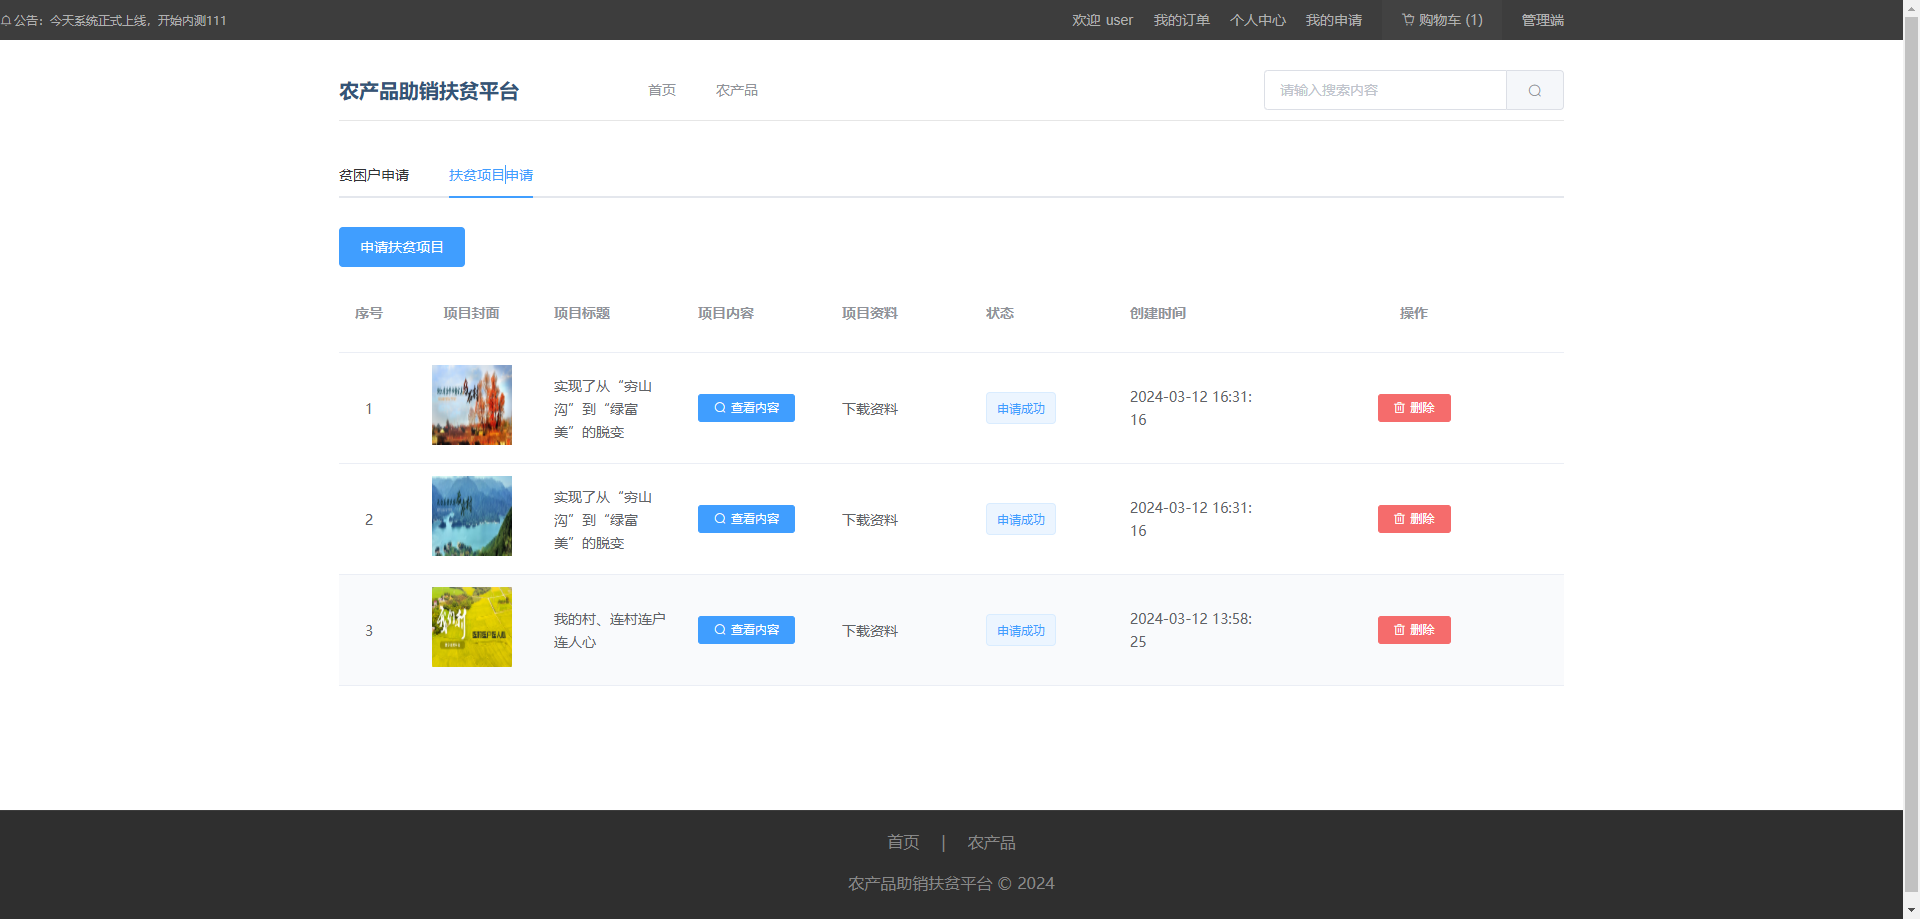 公告：今天系统正式上线，开始内测111
欢迎 user 我的订单 个人中心 我的申请 购物车 (1) 管理端
农产品助销扶贫平台 首页 农产品 请输入搜索内容
贫困户申请 扶贫项目申请
申请扶贫项目
序号 项目封面 项目标题 项目内容 项目资料 状态 创建时间 操作
1 实现了从“穷山沟”到“绿富美”的脱变 查看内容 下载资料 申请成功 2024-03-12 16:31:16 删除
2 实现了从“穷山沟”到“绿富美”的脱变 查看内容 下载资料 申请成功 2024-03-12 16:31:16 删除
3 我的村、连村连户连人心 查看内容 下载资料 申请成功 2024-03-12 13:58:25 删除
首页 | 农产品
农产品助销扶贫平台 © 2024